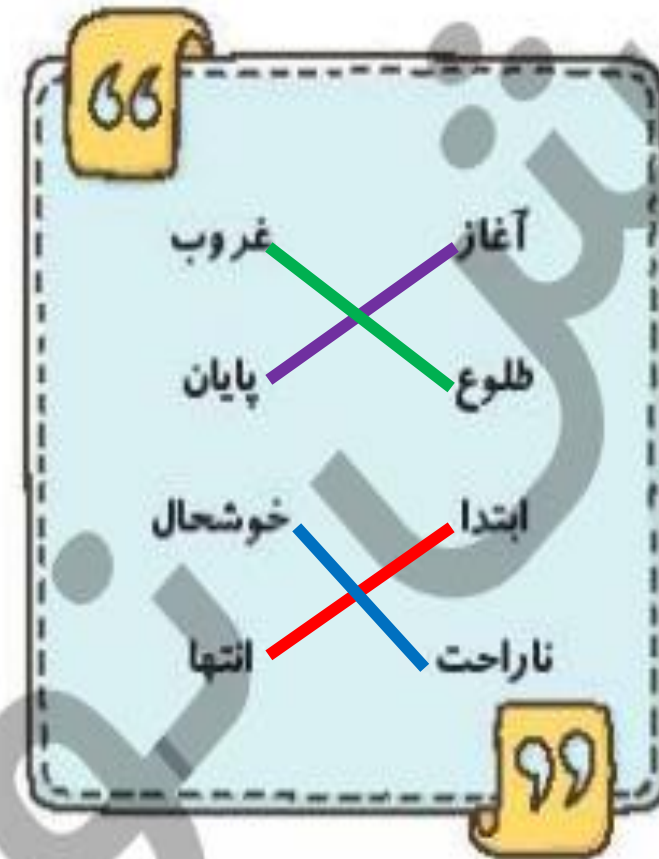 آغاز غروب
طلوع پایان
ابتدا خوشحال
ناراحت انتها